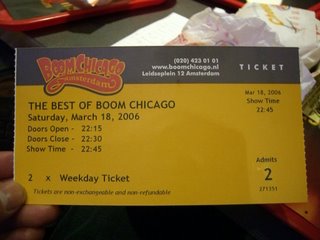 BOOM CHICAGO
amsterdam
(020) 423 01 01
www.boomchicago.nl
Leidseplein 12 Amsterdam
TICKET
THE BEST OF BOOM CHICAGO
Saturday, March 18, 2006
Doors Open - 22:15
Doors Close - 22:30
Show Time - 22:45
2 x Weekday Ticket
Tickets are non-exchangeable and non-refundable
Mar 18, 2006
Show Time
22:45
Admits
2
271351